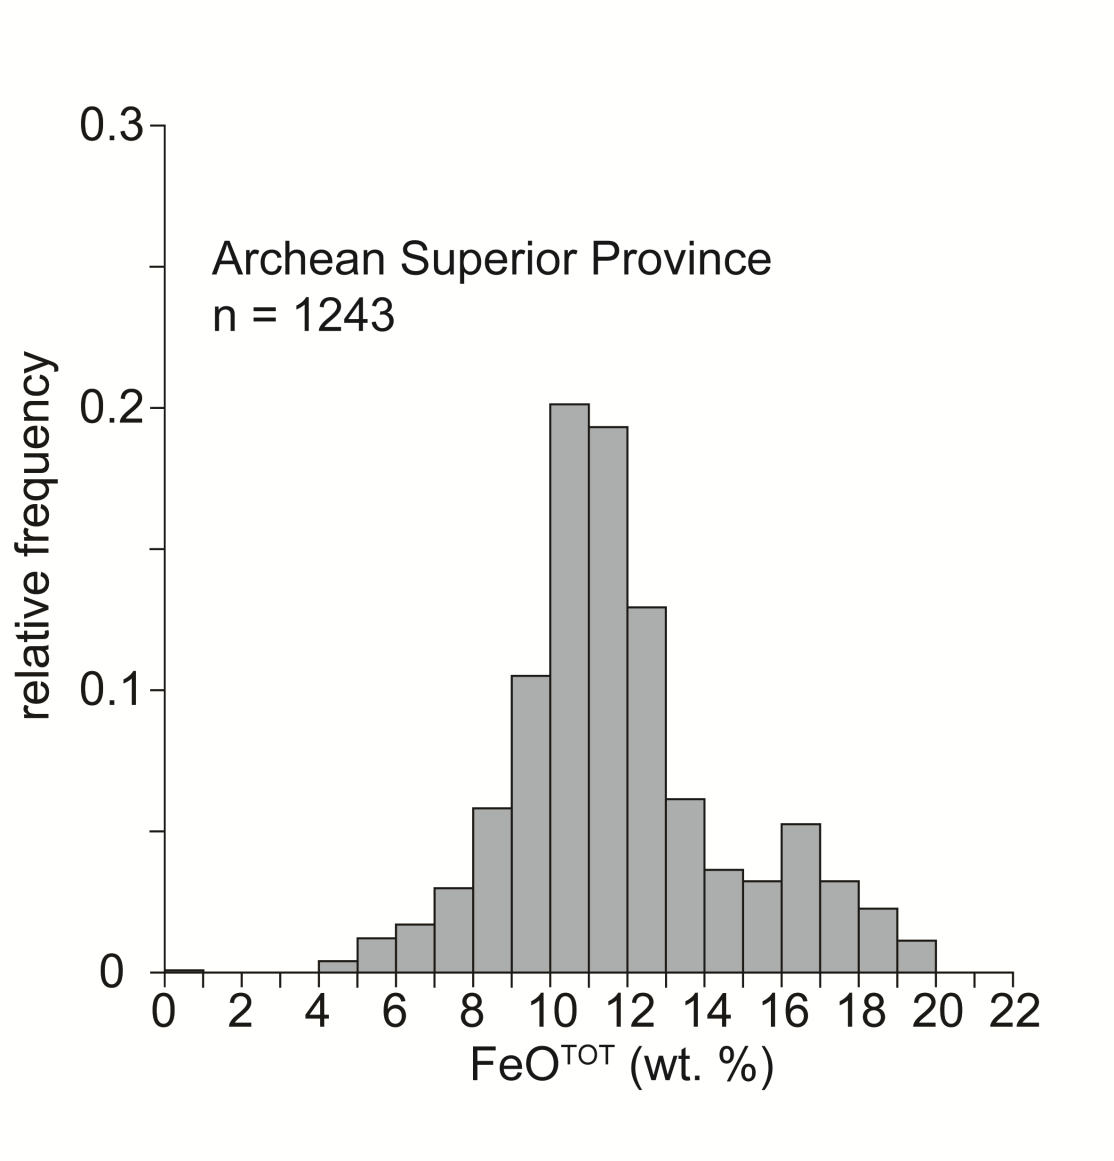 0.3
Archean Superior Province
n = 1243
0.2
relative frequency
0.1
0
0 2 4 6 8 10 12 14 16 18 20 22
FeOTOT (wt. %)